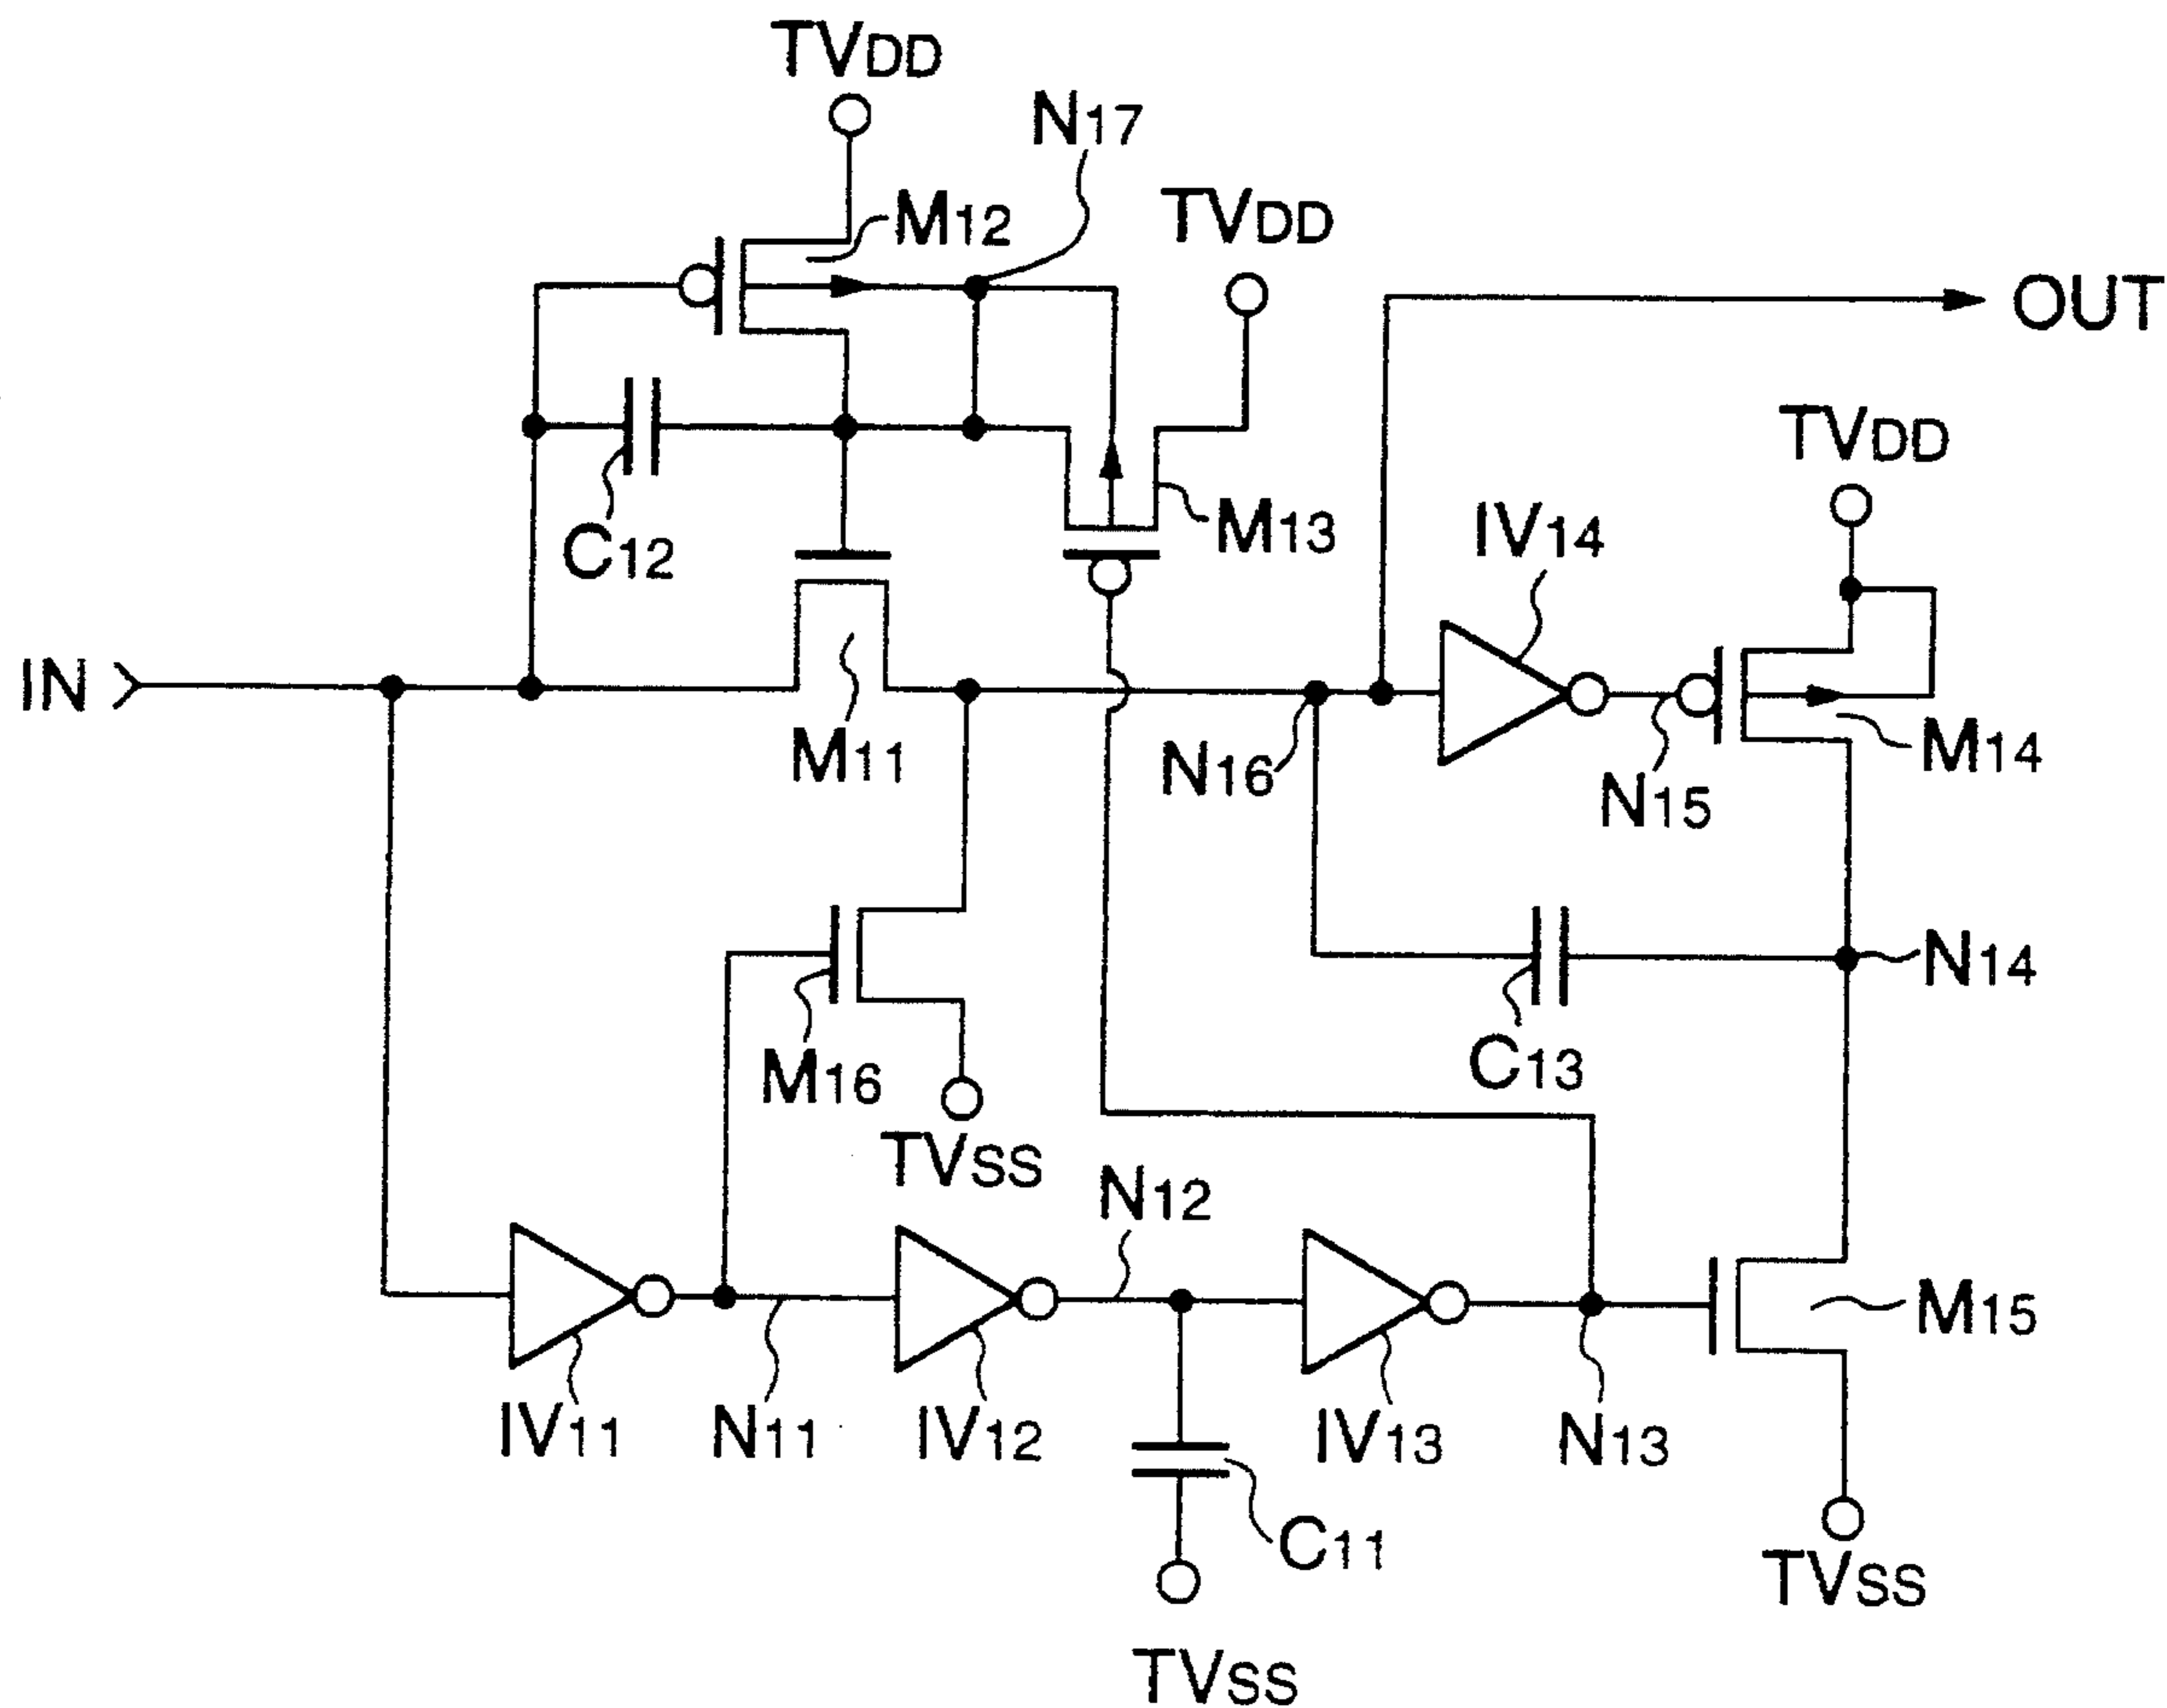 TVDD
N17
M12
TVDD
OUT
TVDD
C12
M13
IV14
IN
M11
N16
N15
M14
N14
M16
C13
TVSS
N12
M15
IV11
N11
IV12
IV13
N13
C11
TVSS
TVSS